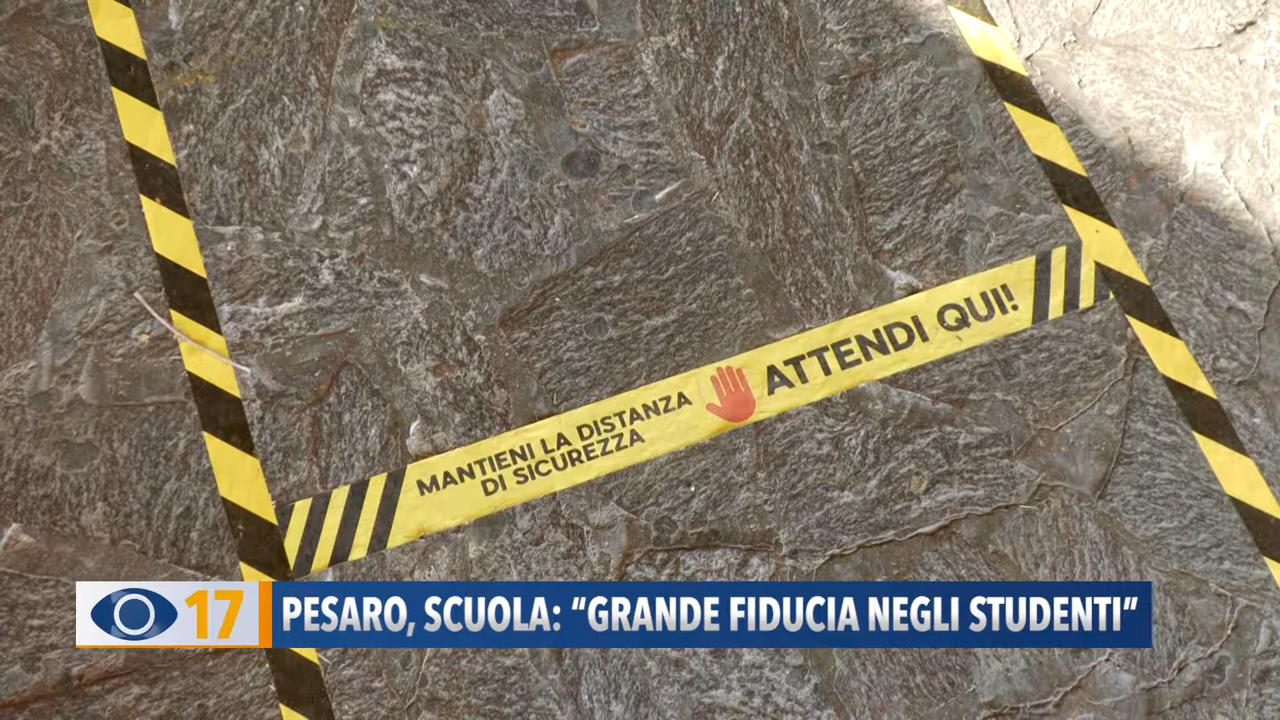 MANTIENI LA DISTANZA
DI SICUREZZA
ATTENDI QUI!
17
PESARO, SCUOLA: “GRANDE FIDUCIA NEGLI STUDENTI”